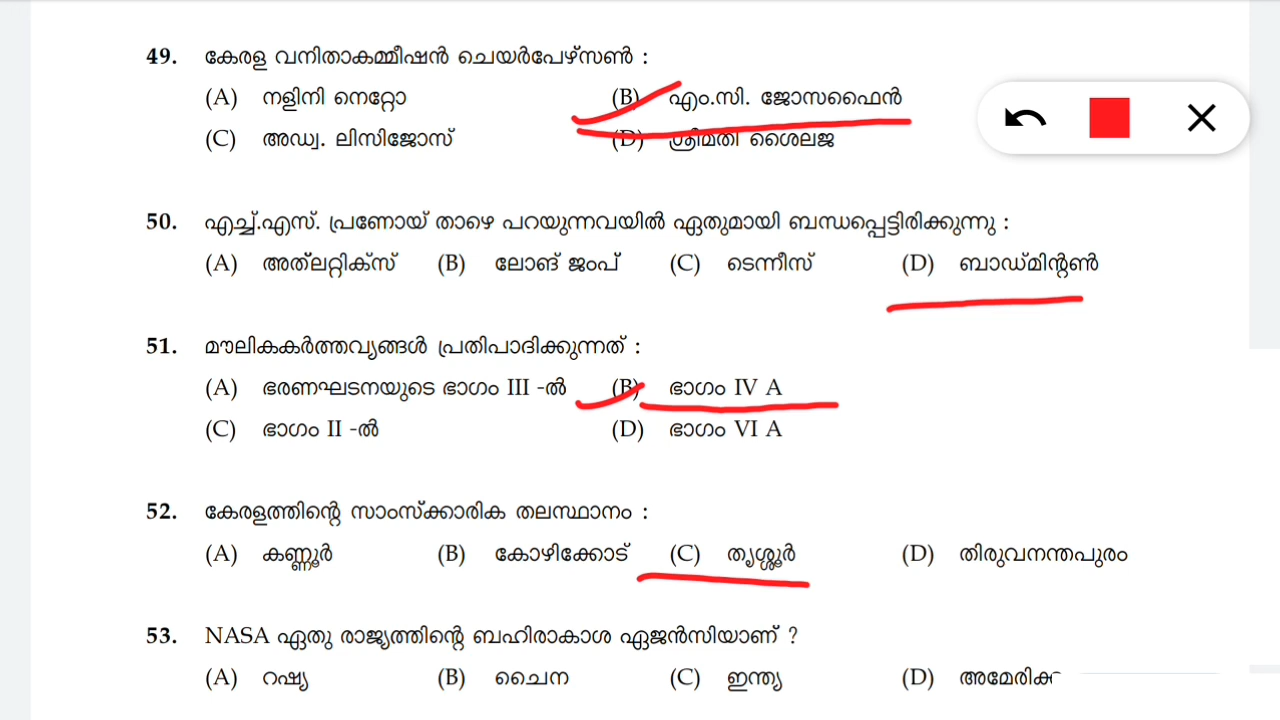 49. കേരള വനിതാകമ്മീഷൻ ചെയർപേഴ്സൺ :
(A) നളിനി നെറ്റോ (B) എം.സി. ജോസഫൈൻ
(C) അഡ്വ. ലിസിജോസ് (D) ശ്രീമതി ശൈലജ
50. എച്ച്.എസ്. പ്രണോയ് താഴെ പറയുന്നവയിൽ ഏതുമായി ബന്ധപ്പെട്ടിരിക്കുന്നു :
(A) അത്‌ലറ്റിക്സ് (B) ലോങ് ജംപ് (C) ടെന്നീസ് (D) ബാഡ്മിന്റൺ
51. മൗലികകർത്തവ്യങ്ങൾ പ്രതിപാദിക്കുന്നത് :
(A) ഭരണഘടനയുടെ ഭാഗം III -ൽ (B) ഭാഗം IV A
(C) ഭാഗം II -ൽ (D) ഭാഗം VI A
52. കേരളത്തിന്റെ സാംസ്ക്കാരിക തലസ്ഥാനം :
(A) കണ്ണൂർ (B) കോഴിക്കോട് (C) തൃശ്ശൂർ (D) തിരുവനന്തപുരം
53. NASA ഏതു രാജ്യത്തിന്റെ ബഹിരാകാശ ഏജൻസിയാണ് ?
(A) റഷ്യ (B) ചൈന (C) ഇന്ത്യ (D) അമേരിക്ക